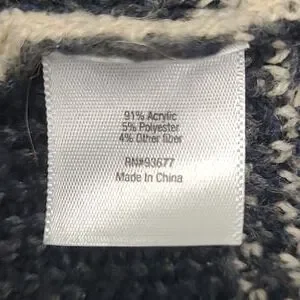 91% Acrylic
5% Polyester
4% Other fiber
RN#93677
Made In China